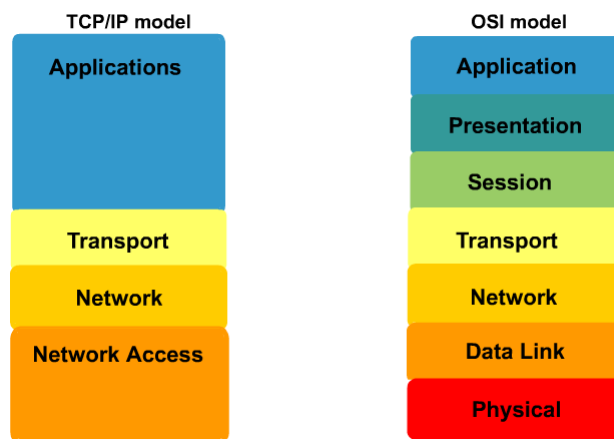 TCP/IP model
Applications
Transport
Network
Network Access
OSI model
Application
Presentation
Session
Transport
Network
Data Link
Physical